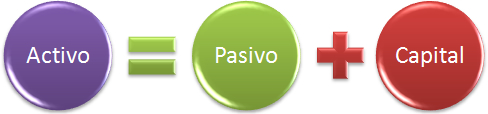 Activo = Pasivo + Capital